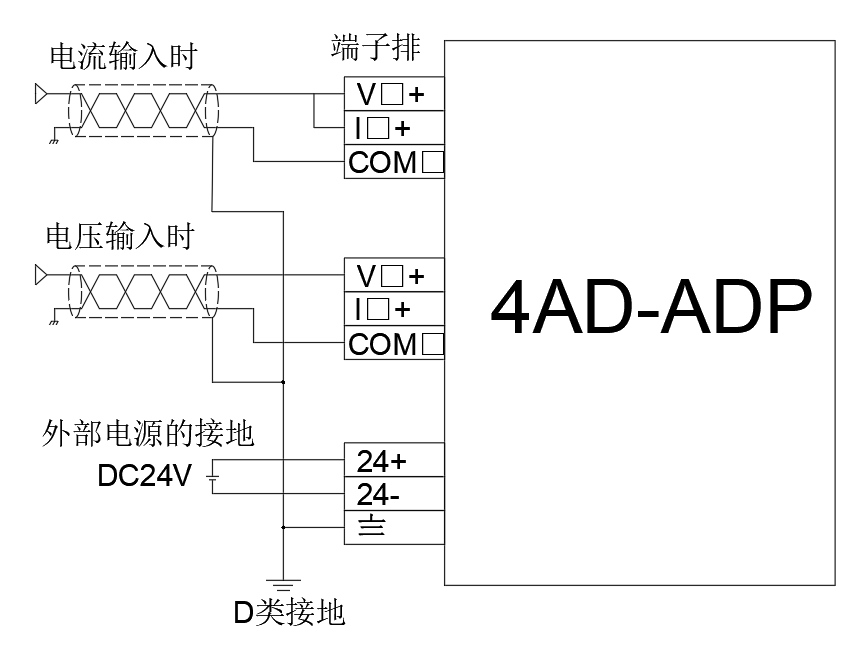 电流输入时
端子排
V□+
I□+
COM□
电压输入时
V□+
I□+
COM□
4AD-ADP
外部电源的接地
DC24V
24+
24-
D类接地